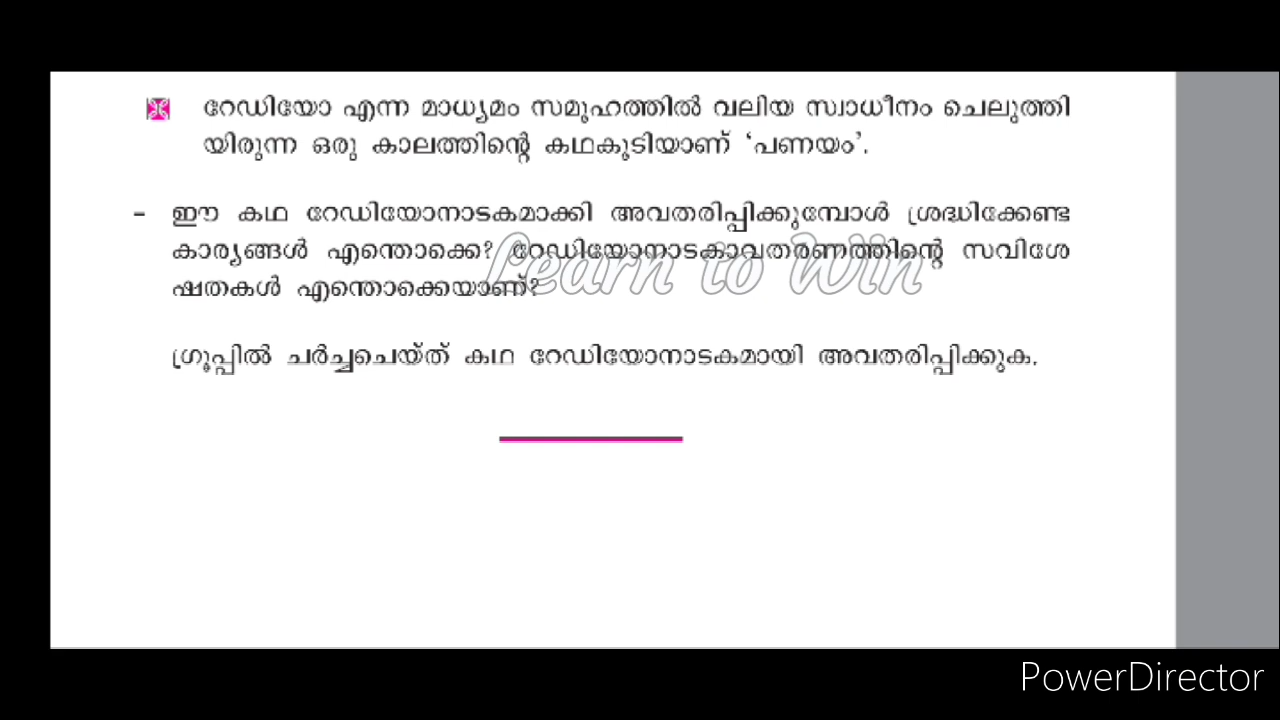 റേഡിയോ എന്ന മാധ്യമം സമൂഹത്തിൽ വലിയ സ്വാധീനം ചെലുത്തി
യിരുന്ന ഒരു കാലത്തിന്റെ കഥകൂടിയാണ് ‘പണയം’.
– ഈ കഥ റേഡിയോനാടകമാക്കി അവതരിപ്പിക്കുമ്പോൾ ശ്രദ്ധിക്കേണ്ട
കാര്യങ്ങൾ എന്തൊക്കെ? റേഡിയോനാടകാവതരണത്തിന്റെ സവിശേ
ഷതകൾ എന്തൊക്കെയാണ്?
Learn to Win
ഗ്രൂപ്പിൽ ചർച്ചചെയ്ത് കഥ റേഡിയോനാടകമായി അവതരിപ്പിക്കുക.
PowerDirector